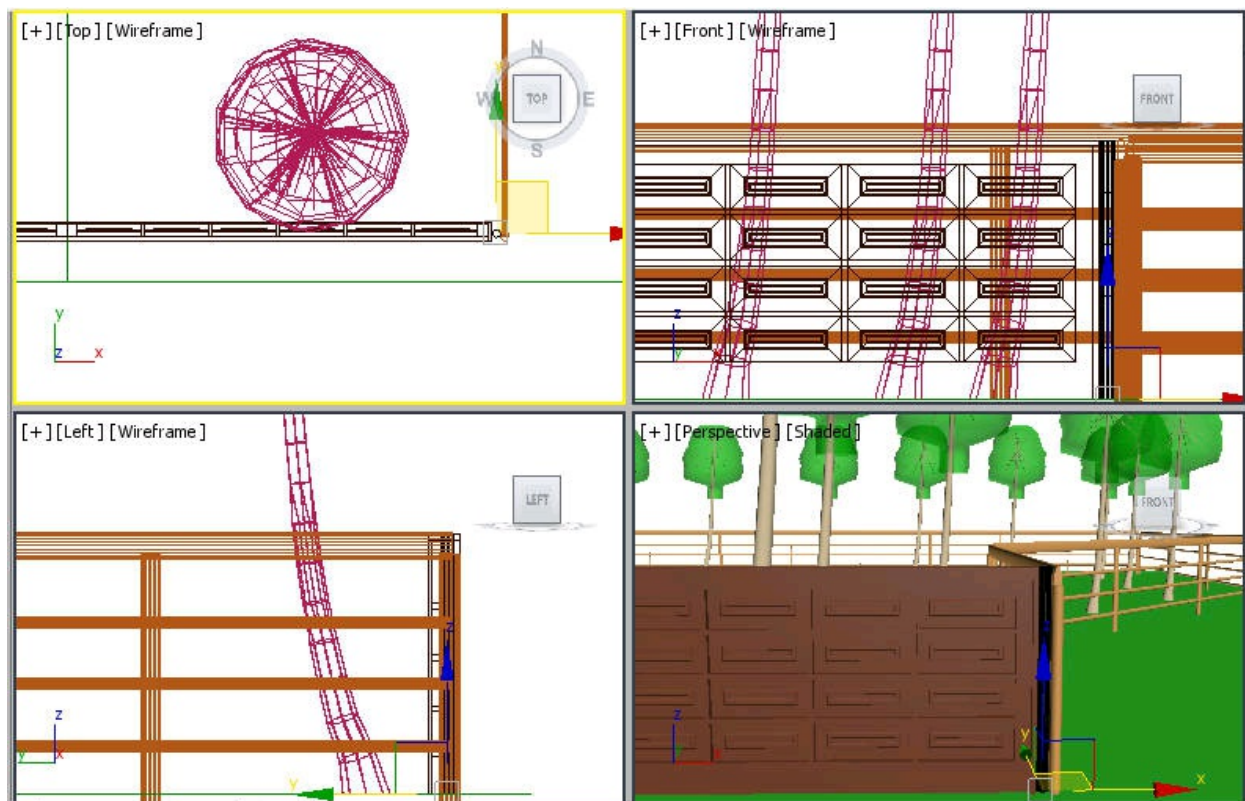 [+] [Top] [Wireframe]
N
W
TOP
E
S
x
y
z
x
[+] [Front] [Wireframe]
FRONT
z
y
[+] [Left] [Wireframe]
LEFT
z
z
y
x
y
[+] [Perspective] [Shaded]
FRONT
z
z
y
x
y
x